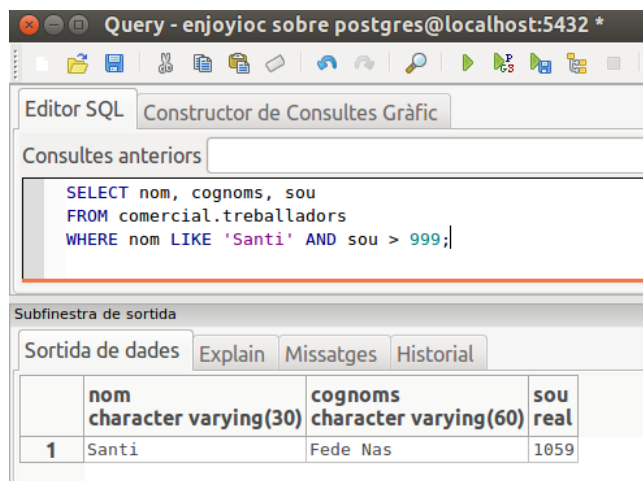 Query - enjoyioc sobre postgres@localhost:5432 *
Editor SQL Constructor de Consultes Gràfic
Consultes anteriors
SELECT nom, cognoms, sou
FROM comercial.treballadors
WHERE nom LIKE 'Santi' AND sou > 999;
Subfinestra de sortida
Sortida de dades Explain Missatges Historial
nom cognoms sou
character varying(30) character varying(60) real
1 Santi Fede Nas 1059